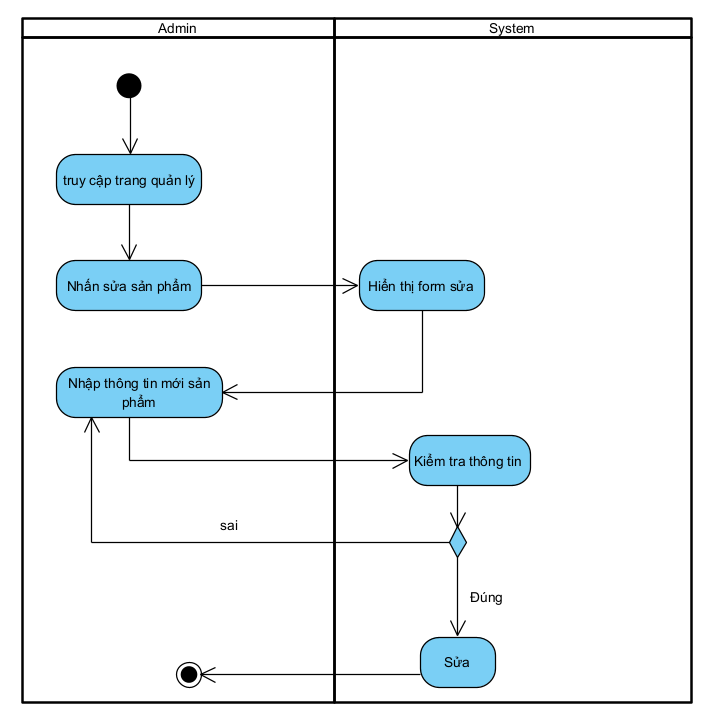 Admin
System
truy cập trang quản lý
Nhấn sửa sản phẩm
Hiển thị form sửa
Nhập thông tin mới sản
phẩm
Kiểm tra thông tin
sai
Đúng
Sửa